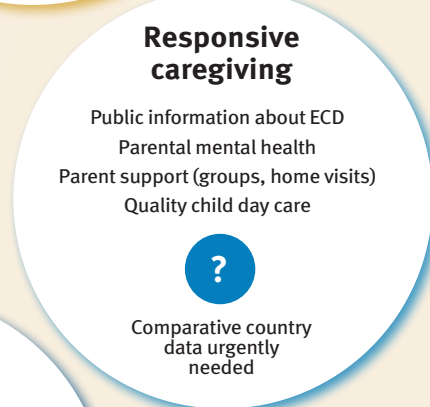 Responsive
caregiving
Public information about ECD
Parental mental health
Parent support (groups, home visits)
Quality child day care
?
Comparative country
data urgently
needed